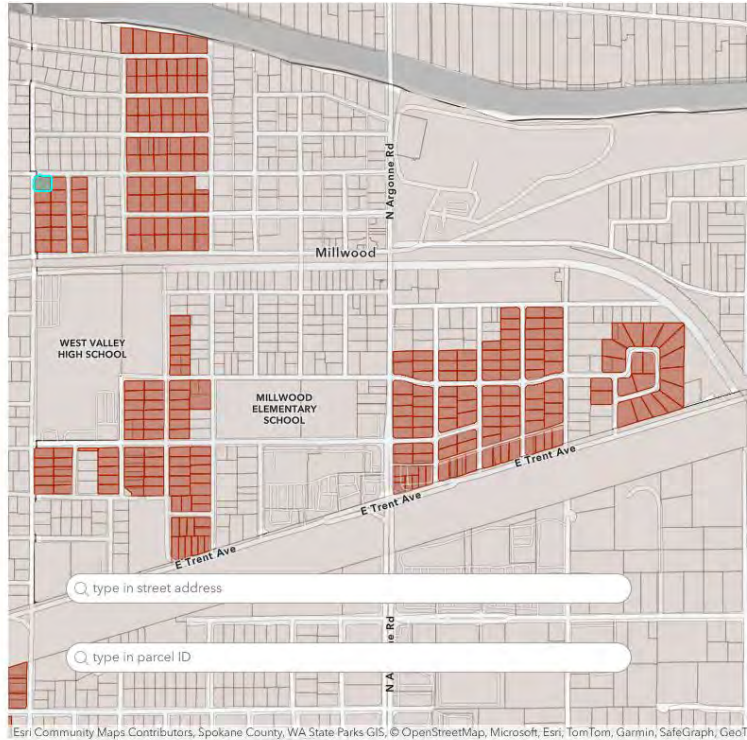 N Argonne Rd
Millwood
WEST VALLEY
HIGH SCHOOL
MILLWOOD
ELEMENTARY
SCHOOL
E Trent Ave
E Trent Ave
E Trent Ave
type in street address
type in parcel ID
Esri Community Maps Contributors, Spokane County, WA State Parks GIS, © OpenStreetMap, Microsoft, Esri, TomTom, Garmin, SafeGraph,